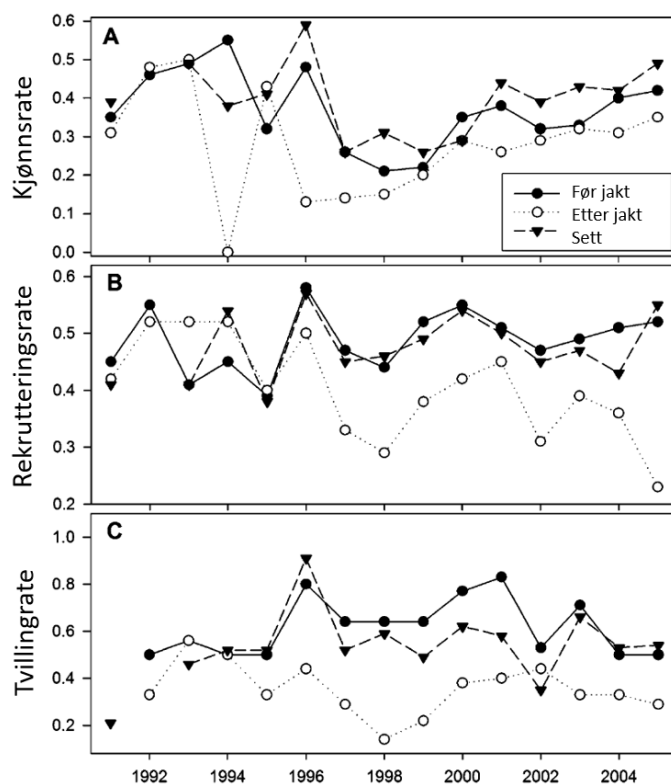 A
Kjønnsrate
0.6
0.5
0.4
0.3
0.2
0.1
0.0
Før jakt
Etter jakt
Sett
B
Rekrutteringsrate
0.6
0.5
0.4
0.3
0.2
C
Tvillingrate
1.0
0.8
0.6
0.4
0.2
1992 1994 1996 1998 2000 2002 2004